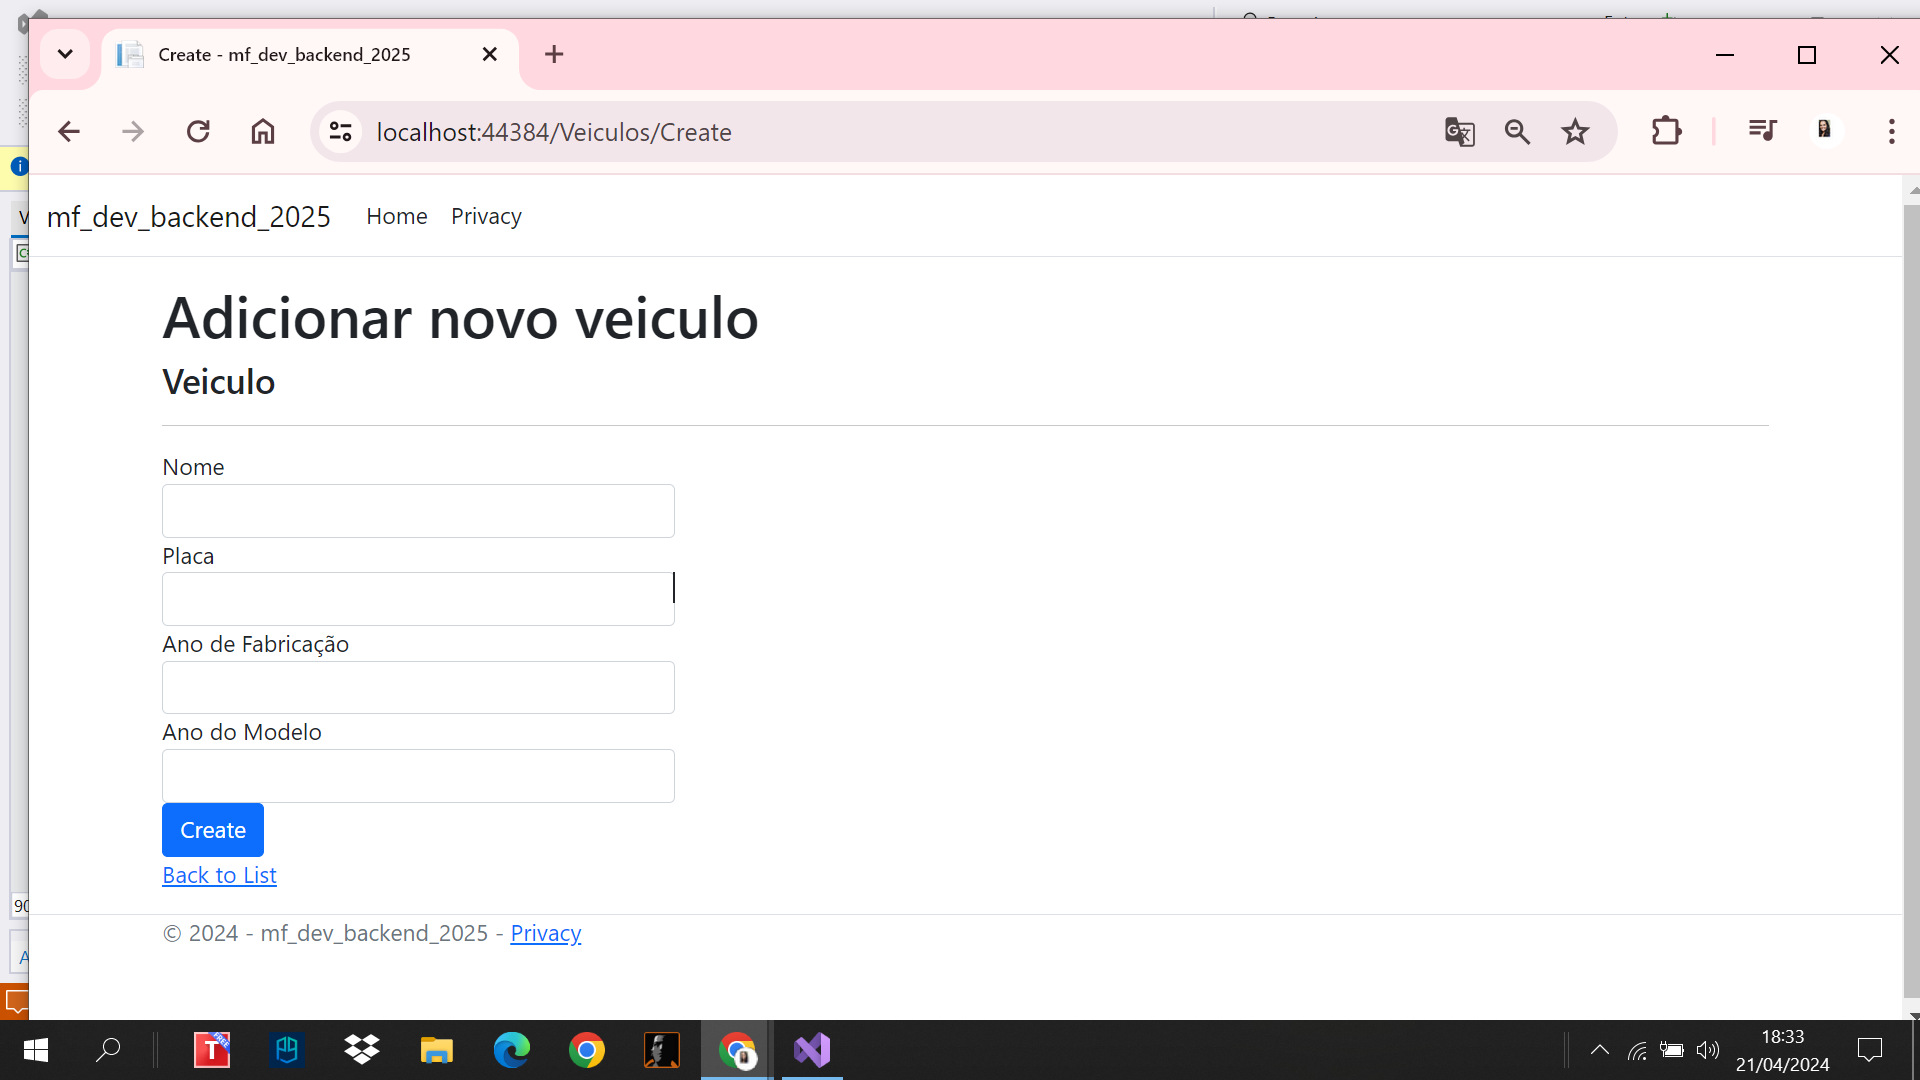 Create - mf_dev_backend_2025
localhost:44384/Veiculos/Create
mf_dev_backend_2025 Home Privacy
Adicionar novo veiculo
Veiculo
Nome
Placa
Ano de Fabricação
Ano do Modelo
Create
Back to List
90
© 2024 - mf_dev_backend_2025 - Privacy
18:33
21/04/2024